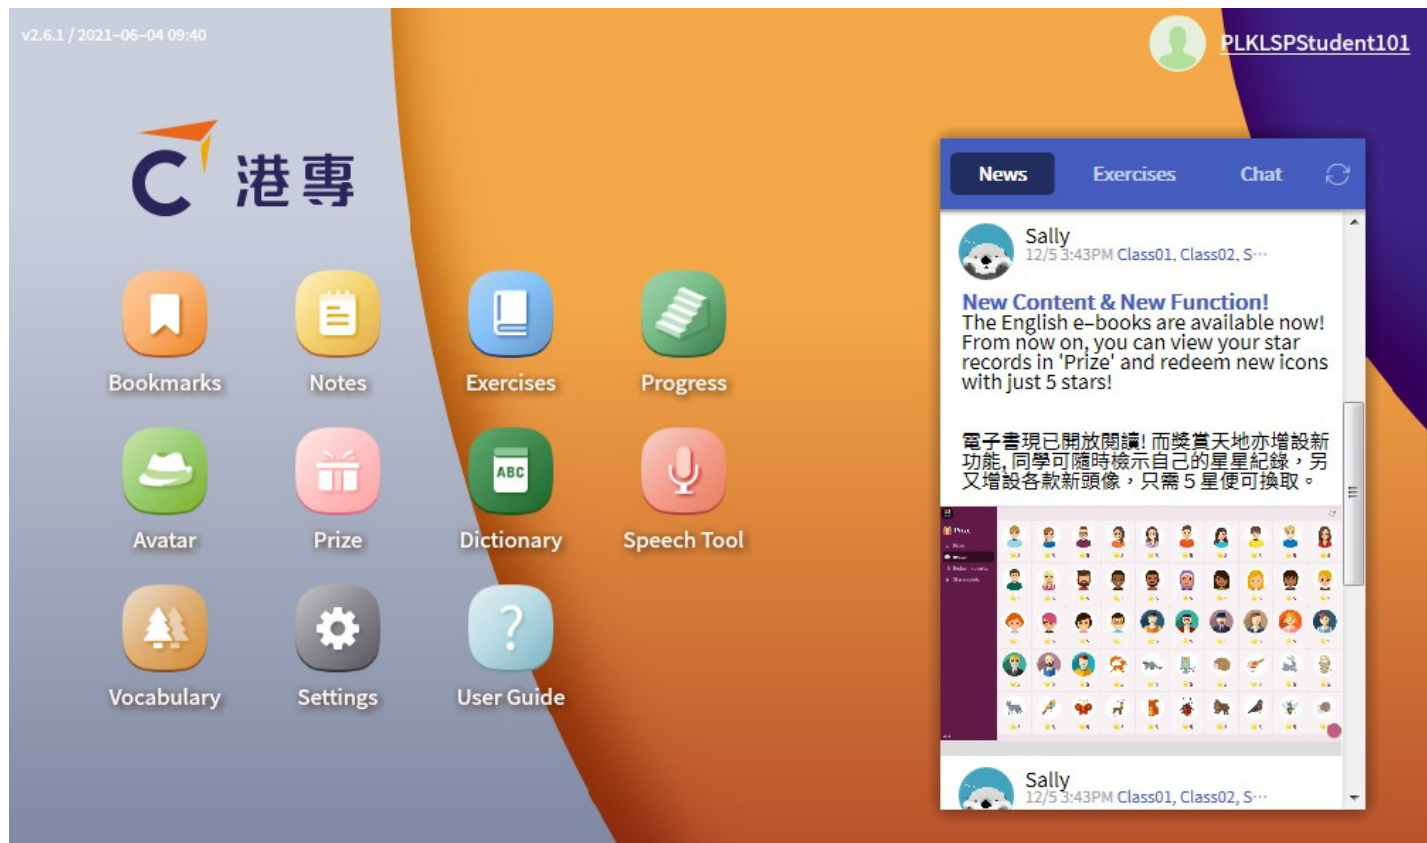 v2.6.1 / 2021-06-04 09:40
PLKLSPStudent101
C 港專
News Exercises Chat
Sally
12/5 3:43PM Class01, Class02, S···
New Content & New Function!
The English e-books are available now!
From now on, you can view your star
records in 'Prize' and redeem new icons
with just 5 stars!
電子書現已開放閱讀! 而獎賞天地亦增設新
功能, 同學可隨時檢示自己的星星紀錄，另
又增設各款新頭像，只需 5 星便可換取。
Prize
Sally
12/5 3:43PM Class01, Class02, S···
Bookmarks Notes Exercises Progress
ABC
Avatar Prize Dictionary Speech Tool
?
Vocabulary Settings User Guide